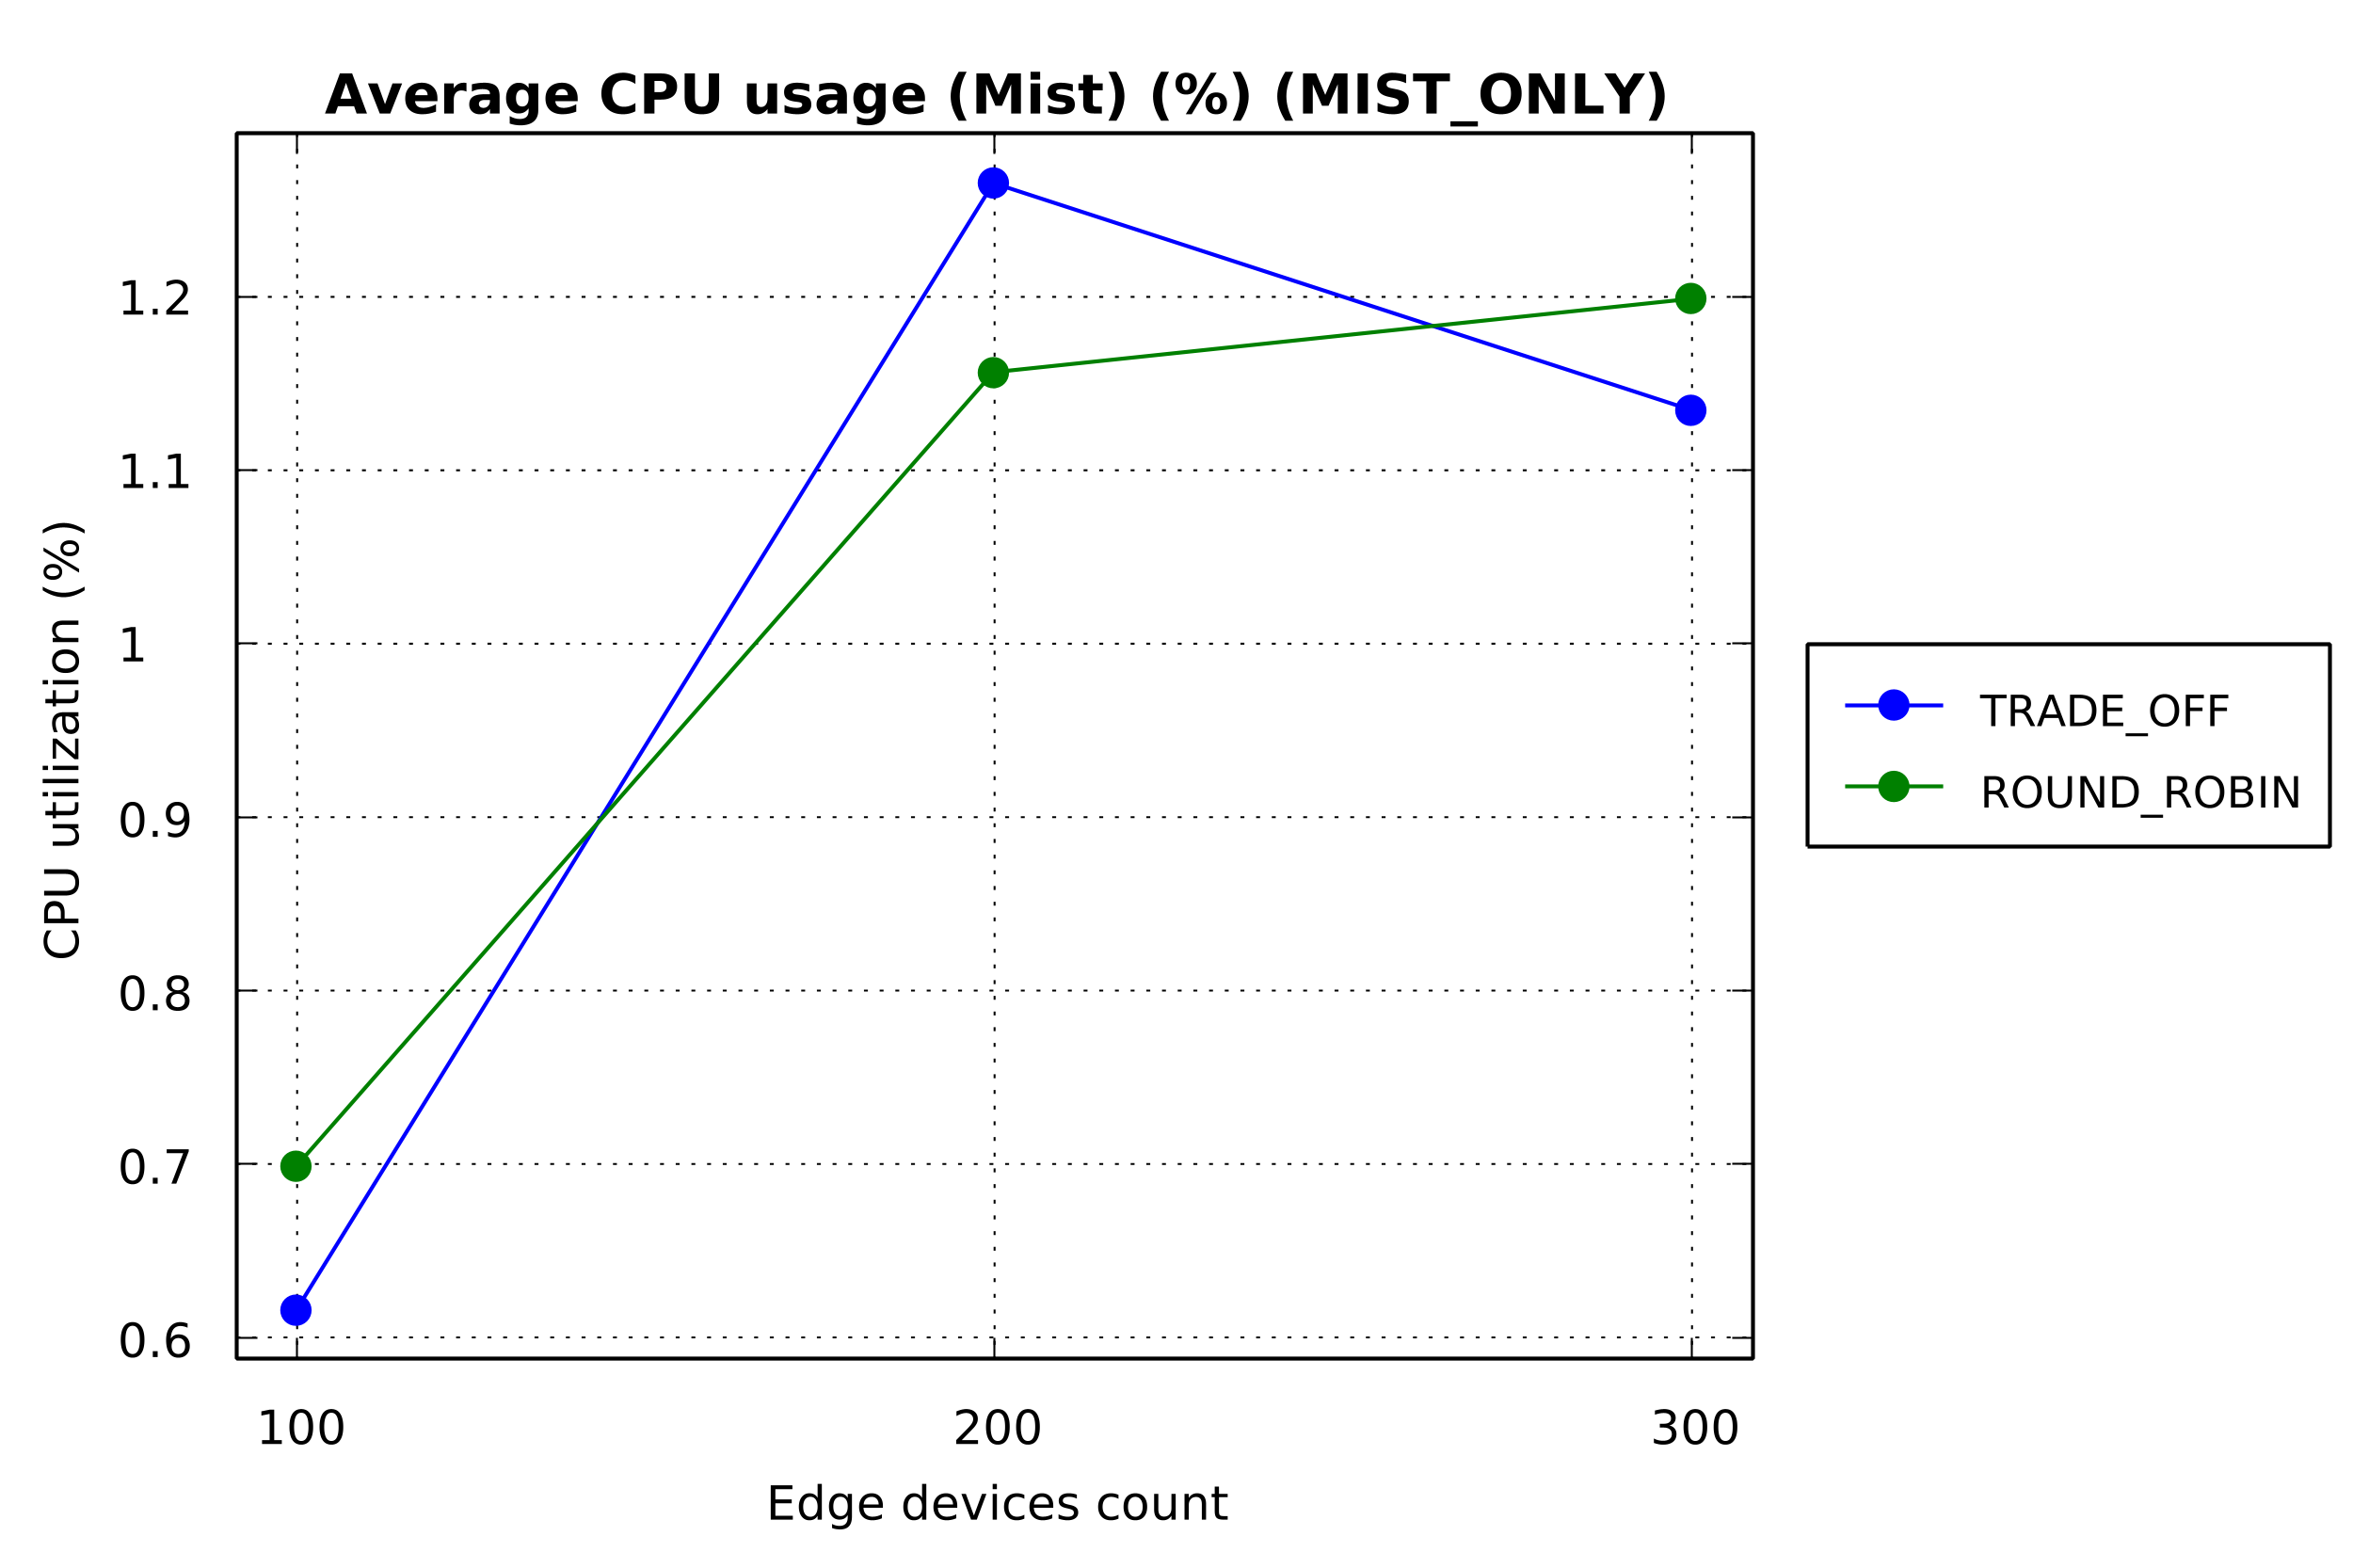 Average CPU usage (Mist) (%) (MIST_ONLY)
CPU utilization (%)
1.2
1.1
1
0.9
0.8
0.7
0.6
100 200 300
Edge devices count
TRADE_OFF
ROUND_ROBIN